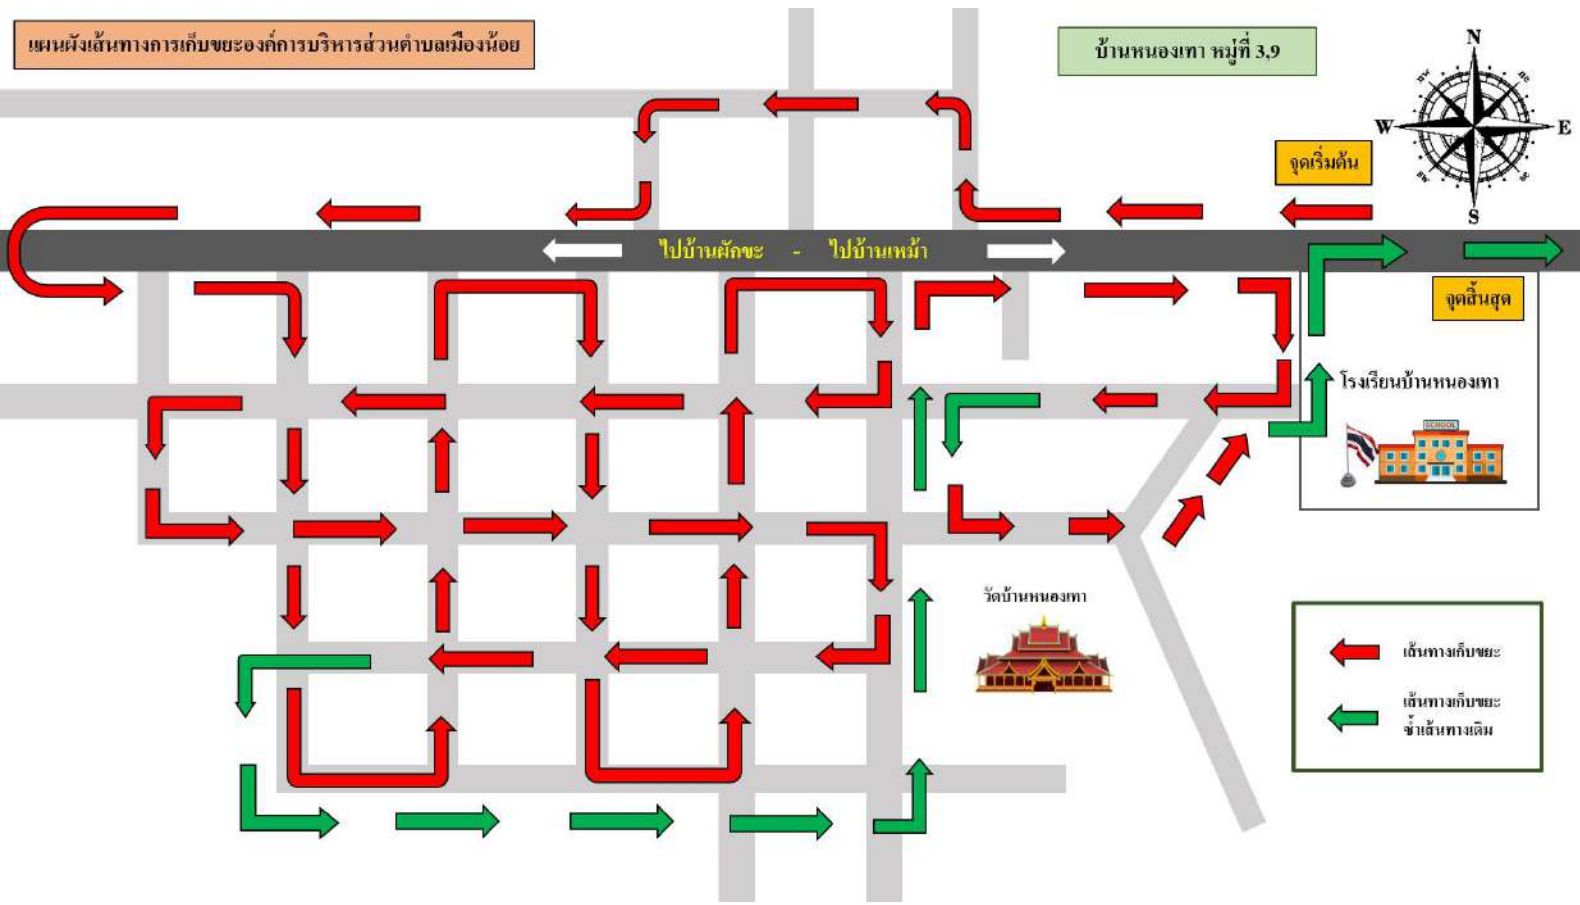 แผนผังเส้นทางการเก็บขยะองค์การบริหารส่วนตำบลเมืองน้อย
บ้านหนองเทา หมู่ที่ 3,9
N
nw
ne
W
E
sw
se
S
จุดเริ่มต้น
ไปบ้านผักขะ - ไปบ้านเหม้า
จุดสิ้นสุด
โรงเรียนบ้านหนองเทา
SCHOOL
วัดบ้านหนองเทา
เส้นทางเก็บขยะ
เส้นทางเก็บขยะ
ซ้ำเส้นทางเดิม